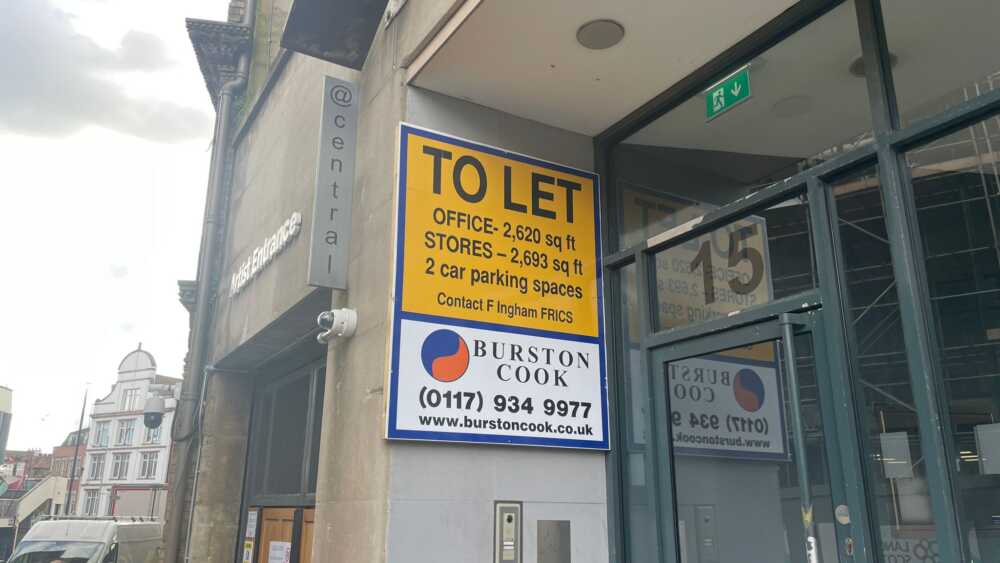 @central
Artist Entrance
TO LET
OFFICE- 2,620 sq ft
STORES – 2,693 sq ft
2 car parking spaces
Contact F Ingham FRICS
BURSTON
COOK
(0117) 934 9977
www.burstoncook.co.uk
15